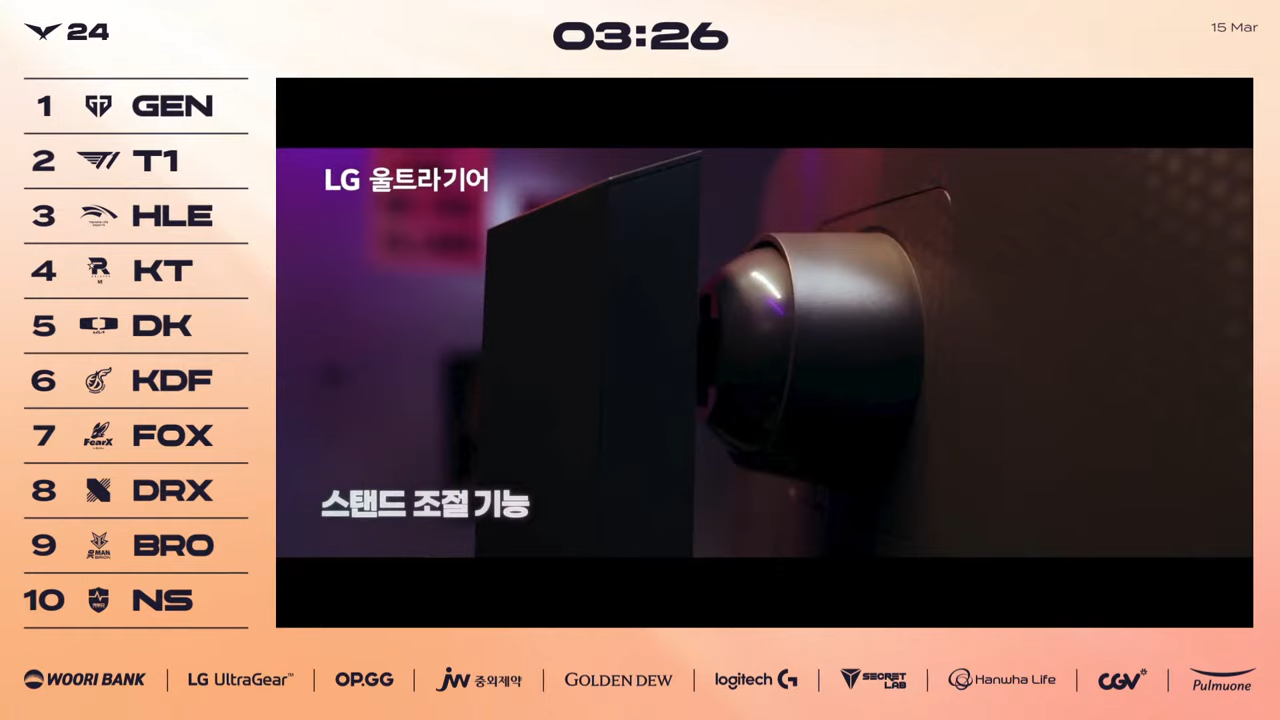 24
03:26
15 Mar
1 GEN
2 T1
3 HLE
4 KT
5 DK
6 KDF
7 FOX
8 DRX
9 BRO
10 NS
LG 울트라기어
스탠드 조절 기능
WOORI BANK
LG UltraGear™
OP.GG
jw 중외제약
GOLDEN DEW
logitech G
SECRET LAB
Hanwha Life
CGV
Pulmuone